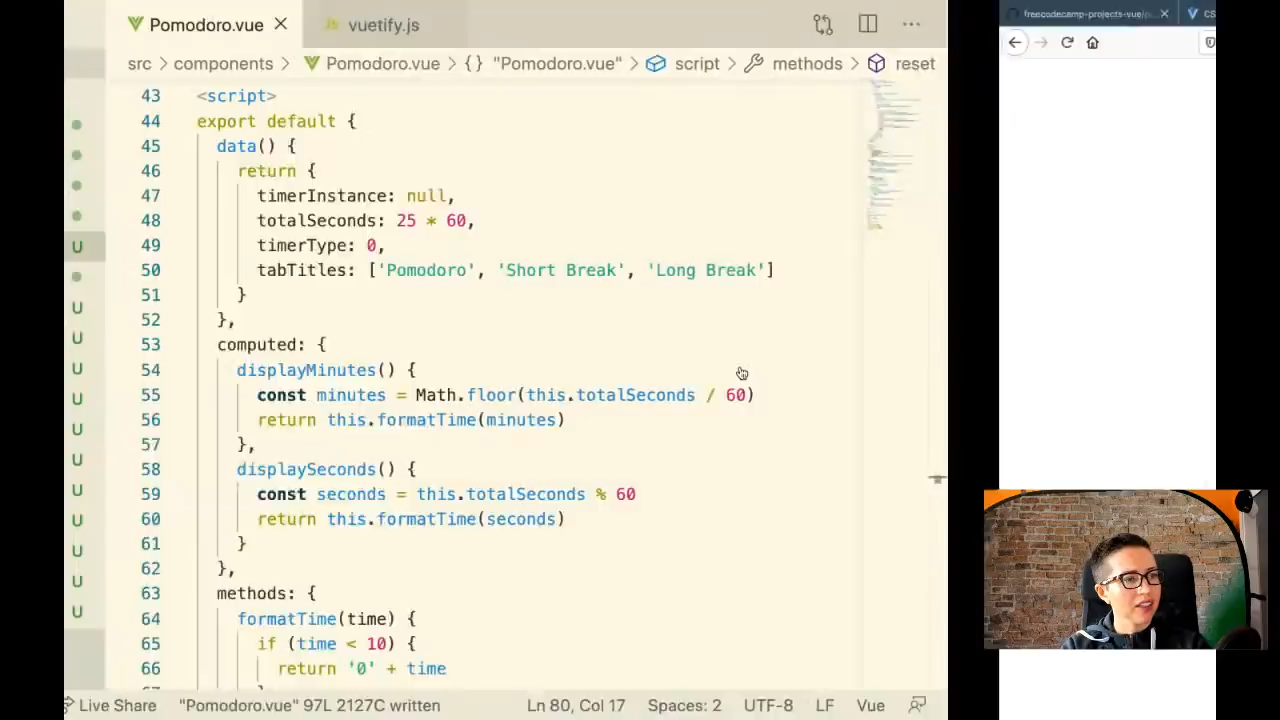 Pomodoro.vue
vuetify.js
freecodecamp-projects-vue/p
CS
src > components > Pomodoro.vue > {} "Pomodoro.vue" > script > methods > reset
43 <script>
44 export default {
45 data() {
46 return {
47 timerInstance: null,
48 totalSeconds: 25 * 60,
49 timerType: 0,
50 tabTitles: ['Pomodoro', 'Short Break', 'Long Break']
51 }
52 },
53 computed: {
54 displayMinutes() {
55 const minutes = Math.floor(this.totalSeconds / 60)
56 return this.formatTime(minutes)
57 },
58 displaySeconds() {
59 const seconds = this.totalSeconds % 60
60 return this.formatTime(seconds)
61 }
62 },
63 methods: {
64 formatTime(time) {
65 if (time < 10) {
66 return '0' + time
U
U
U
U
U
U
U
U
U
U
U
U
Live Share "Pomodoro.vue" 97L 2127C written Ln 80, Col 17 Spaces: 2 UTF-8 LF Vue